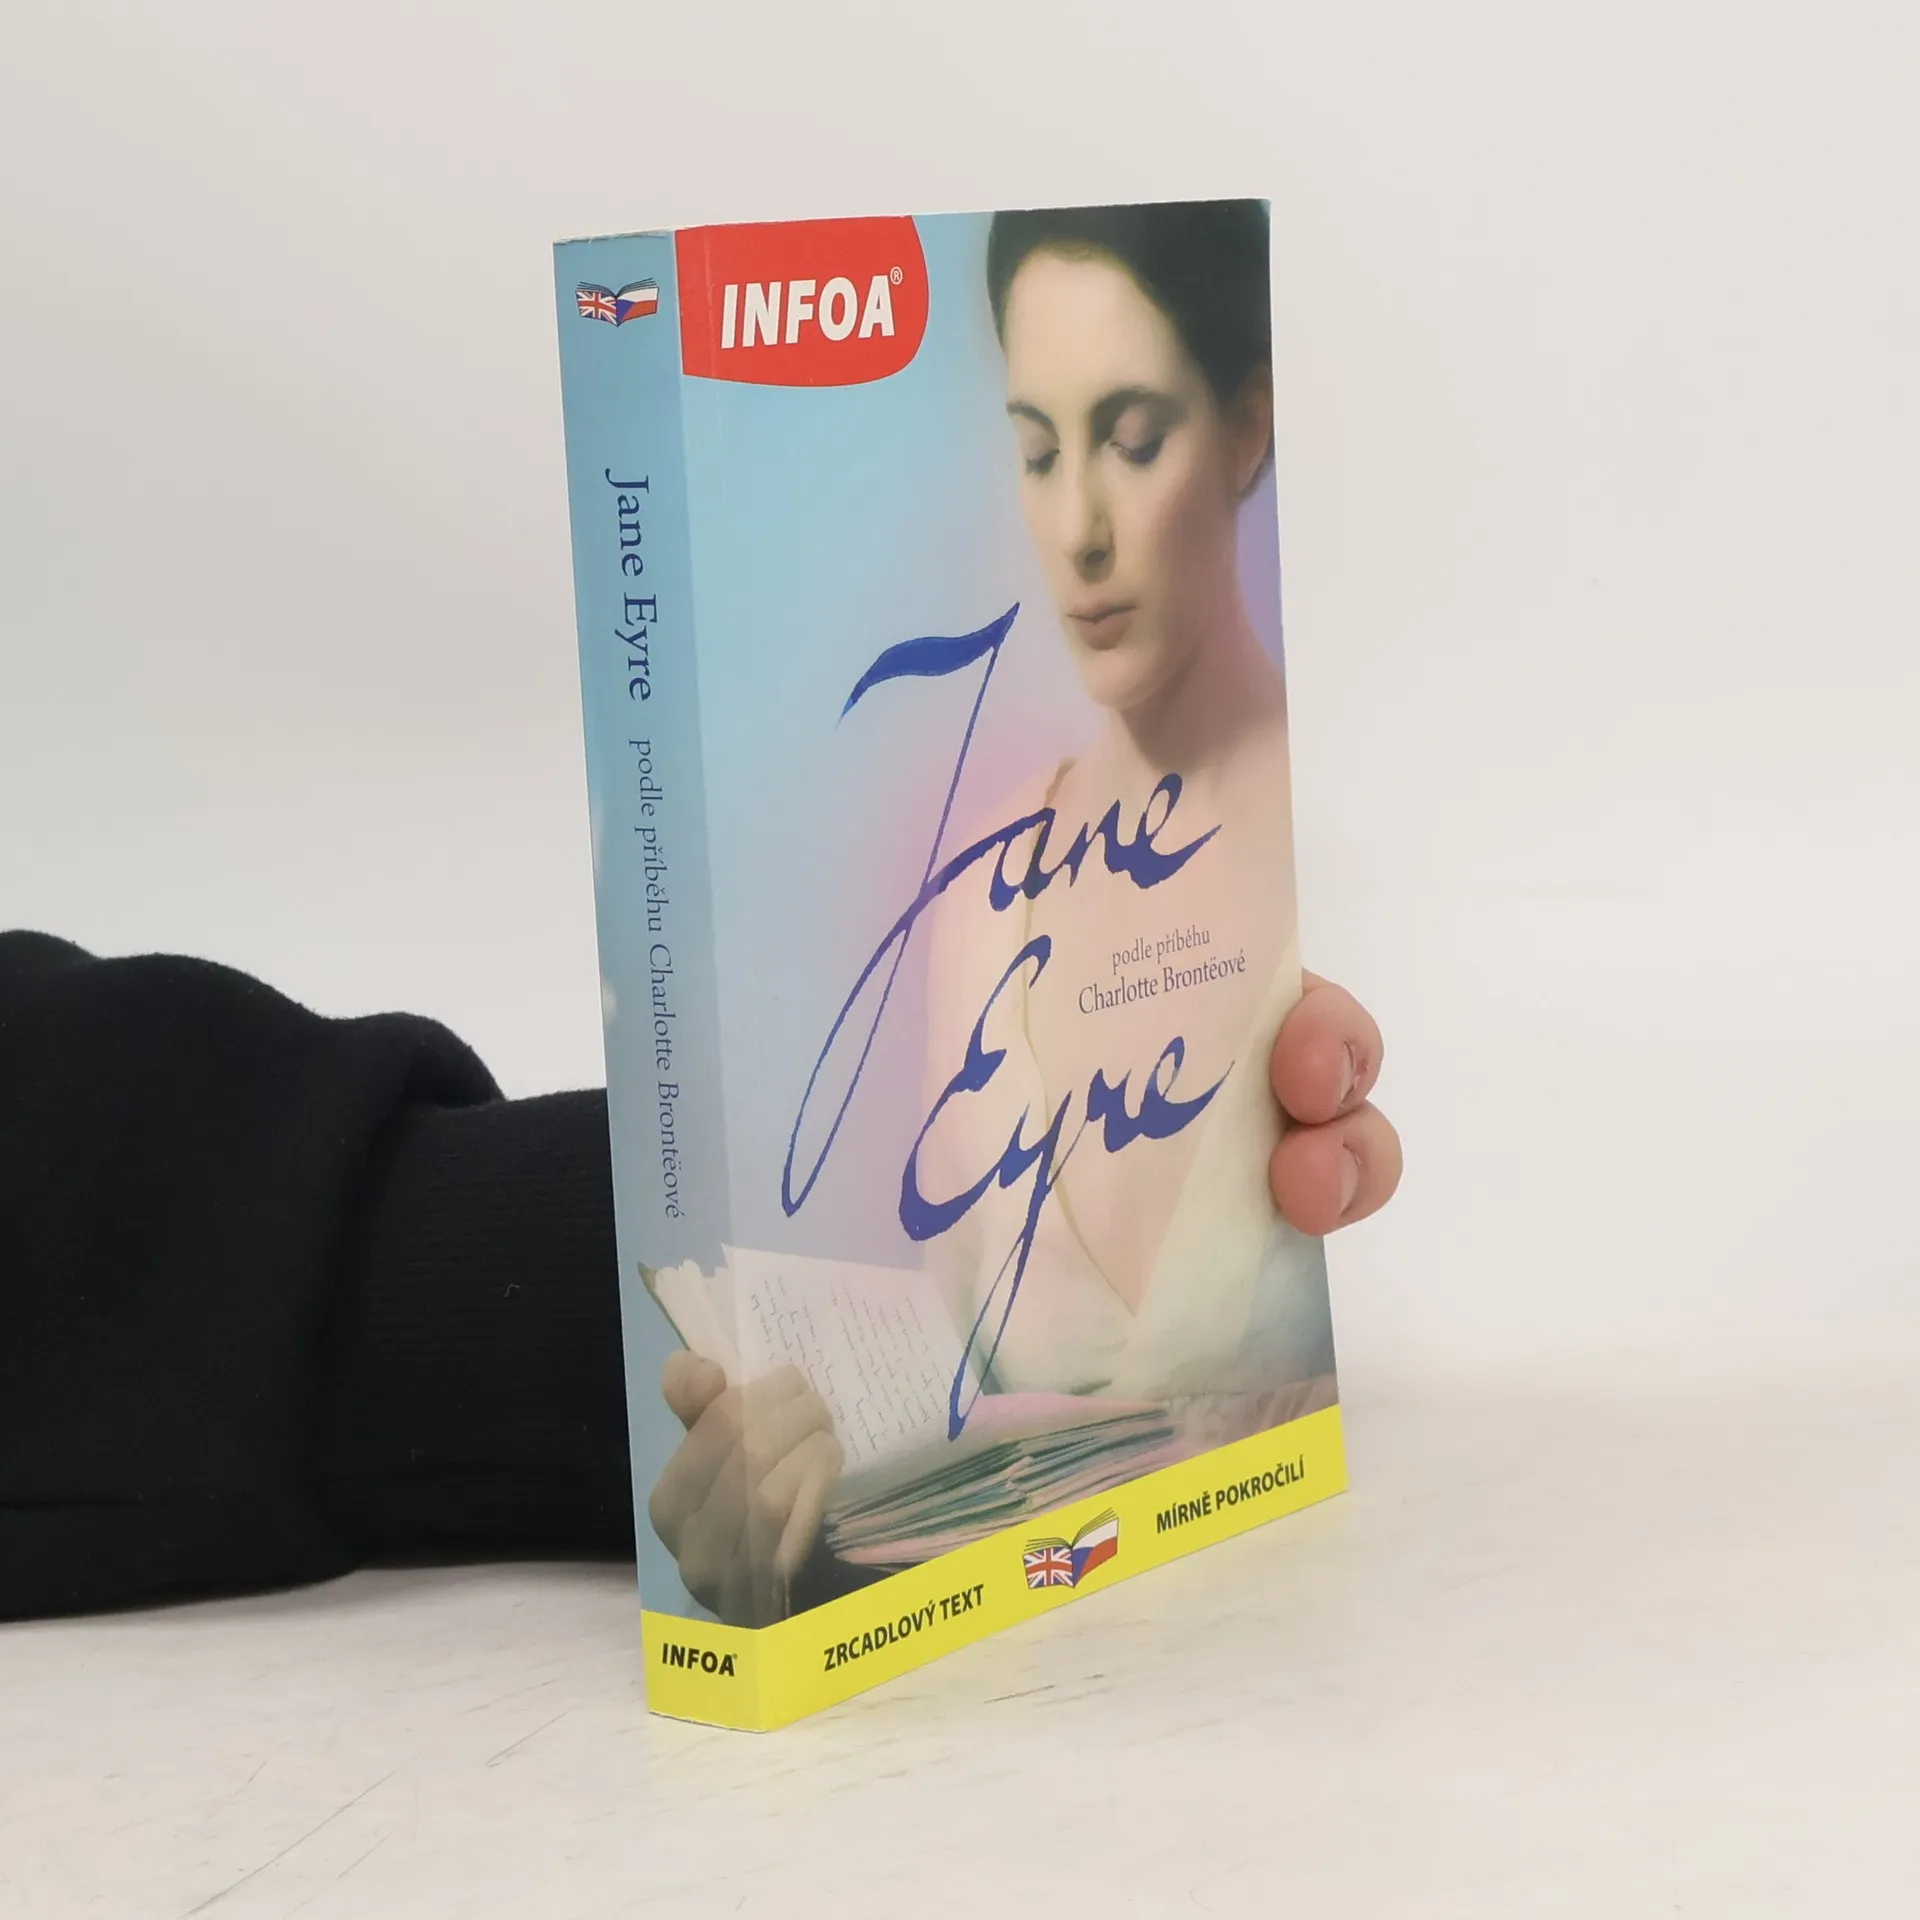 Jane Eyre podle příběhu Charlotte Brontëové
INFOA®
INFOA®
Jane
podle příběhu
Charlotte Brontëové
Eyre
ZRCADLOVÝ TEXT
MÍRNĚ POKROČILÍ